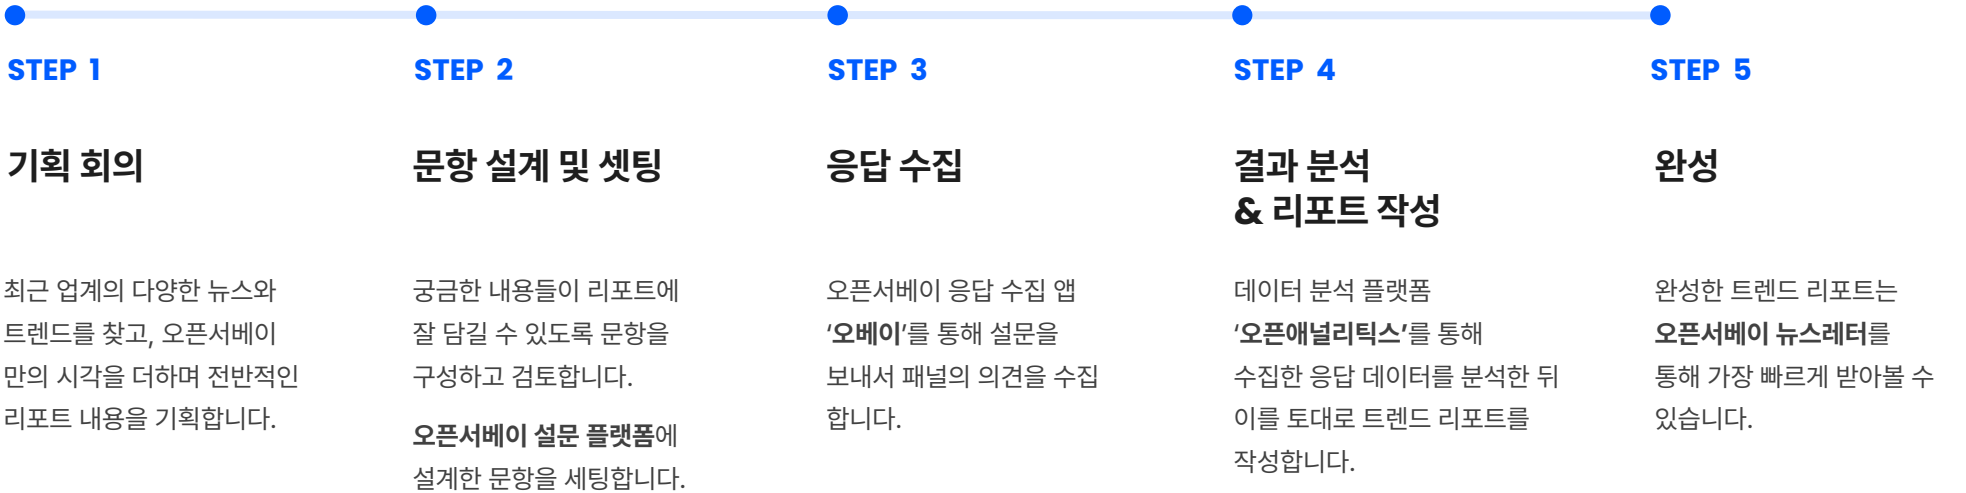 STEP 1
기획 회의
최근 업계의 다양한 뉴스와
트렌드를 찾고, 오픈서베이
만의 시각을 더하며 전반적인
리포트 내용을 기획합니다.
STEP 2
문항 설계 및 셋팅
궁금한 내용들이 리포트에
잘 담길 수 있도록 문항을
구성하고 검토합니다.
오픈서베이 설문 플랫폼에
설계한 문항을 세팅합니다.
STEP 3
응답 수집
오픈서베이 응답 수집 앱
‘오베이’를 통해 설문을
보내서 패널의 의견을 수집
합니다.
STEP 4
결과 분석
& 리포트 작성
데이터 분석 플랫폼
‘오픈애널리틱스’를 통해
수집한 응답 데이터를 분석한 뒤
이를 토대로 트렌드 리포트를
작성합니다.
STEP 5
완성
완성한 트렌드 리포트는
오픈서베이 뉴스레터를
통해 가장 빠르게 받아볼 수
있습니다.